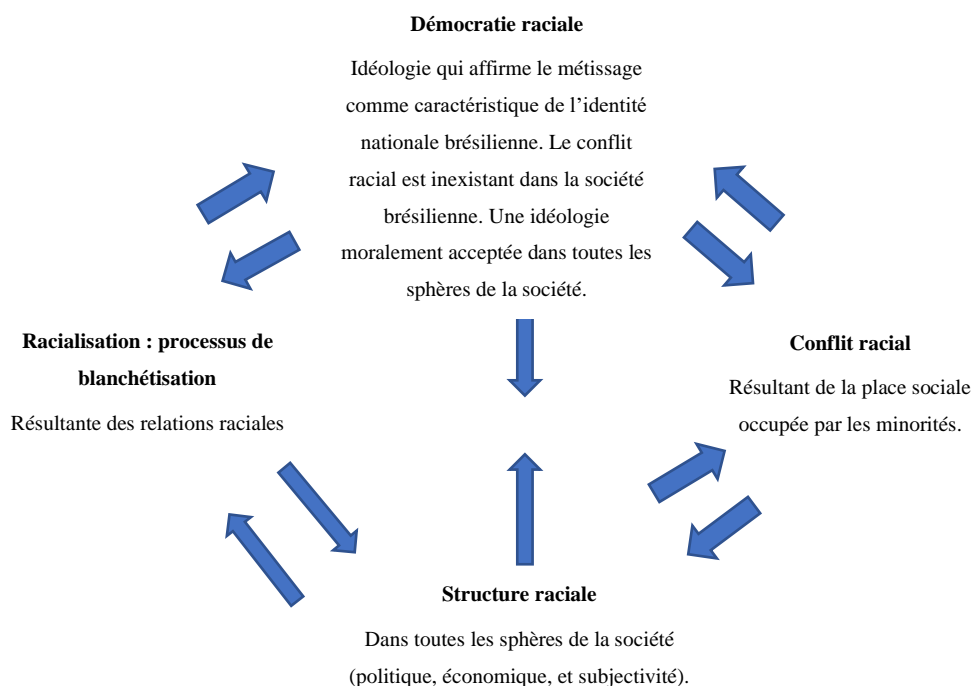 Démocratie raciale
Idéologie qui affirme le métissage
comme caractéristique de l’identité
nationale brésilienne. Le conflit
racial est inexistant dans la société
brésilienne. Une idéologie
moralement acceptée dans toutes les
sphères de la société.
Racialisation : processus de
blanchétisation
Résultante des relations raciales
Conflit racial
Résultant de la place sociale
occupée par les minorités.
Structure raciale
Dans toutes les sphères de la société
(politique, économique, et subjectivité).